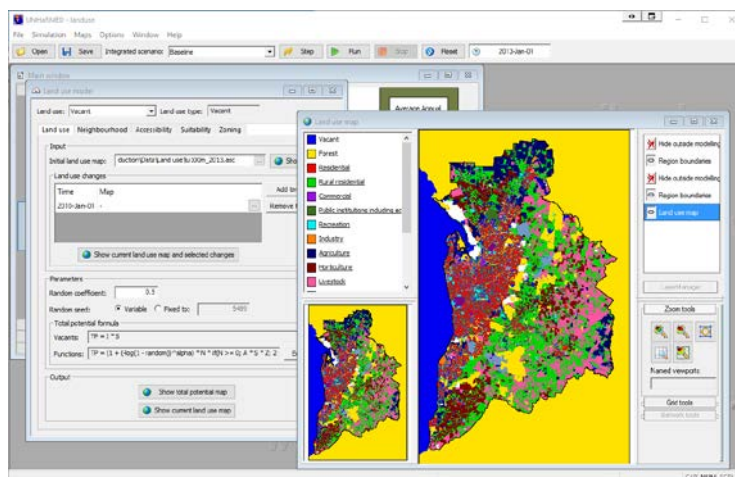 UNHaRMED - landuse
File Simulation Maps Options Window Help
Open Save Integrated scenario: Baseline Step Run Stop Reset 2013-Jan-01
Main window
Land use model
Average Annual
Land use: Vacant Land use type: Vacant
Land use Neighbourhood Accessibility Suitability Zoning
Input
Initial land use map:
Land use changes
Time Map
2010-Jan-01 -
Show current land use map and selected changes
Parameters
Random coefficient: 0.5
Random seed: Variable Fixed to:
Total potential formula
Vacants:
Functions:
Output
Show total potential map
Show current land use map
Land use map
Vacant
Forest
Residential
Rural residential
Commercial
Public institutions including
Recreation
Industry
Agriculture
Horticulture
Livestock
Hide outside modelling
Region boundaries
Hide outside modelling
Region boundaries
Land use map
Layer Manager
Zoom tools
Named viewports:
Grid tools
Network tools